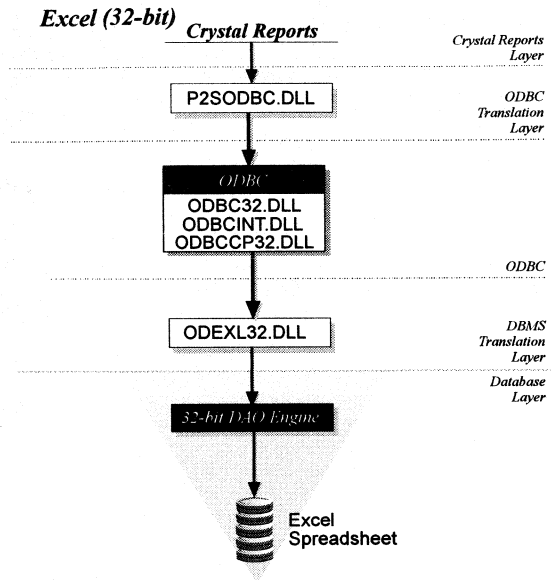 Excel (32-bit)
Crystal Reports
Crystal Reports
Layer
P2SODBC.DLL
ODBC
Translation
Layer
ODBC
ODBC32.DLL
ODBCINT.DLL
ODBCCP32.DLL
ODBC
ODEXL32.DLL
DBMS
Translation
Layer
Database
Layer
32-bit DAO Engine
Excel
Spreadsheet